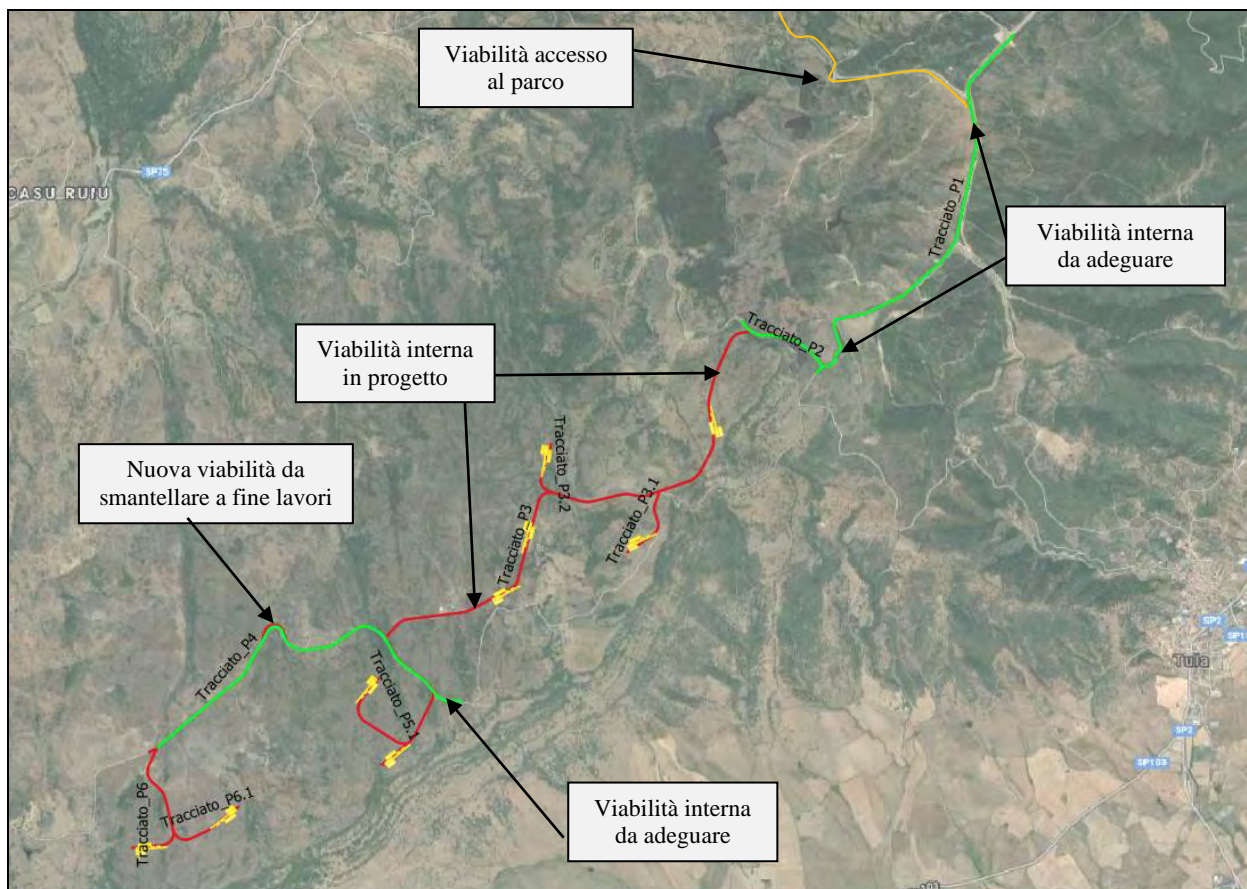 Viabilità accesso
al parco
SP75
CASU RUIU
Tracciato_P1
Viabilità interna
da adeguare
Tracciato_P2
Viabilità interna
in progetto
Tracciato_P3.2
Nuova viabilità da
smantellare a fine lavori
Tracciato_P3.1
Tracciato_P3
SP2
SP1
Tula
Tracciato_P4
Tracciato_P5.1
SP2
SP103
Tracciato_P6
Tracciato_P6.1
Viabilità interna
da adeguare